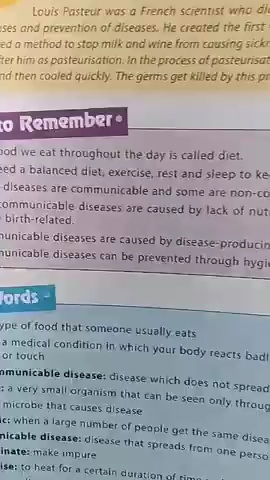 Louis Pasteur was a French scientist who di
ses and prevention of diseases. He created the first
ed a method to stop milk and wine from causing sickn
fter him as pasteurisation. In the process of pasteurisat
nd then cooled quickly. The germs get killed by this p
to Remember
ood we eat throughout the day is called diet.
eed a balanced diet, exercise, rest and sleep to ke
diseases are communicable and some are non-co
ommunicable diseases are caused by lack of nut
birth-related.
municable diseases are caused by disease-producin
municable diseases can be prevented through hygie
Words
ype of food that someone usually eats
a medical condition in which your body reacts badl
or touch
mmunicable disease: disease which does not spread
: a very small organism that can be seen only throug
microbe that causes disease
ic: when a large number of people get the same disea
nicable disease: disease that spreads from one perso
inate: make impure
ise: to heat for a certain duration of time